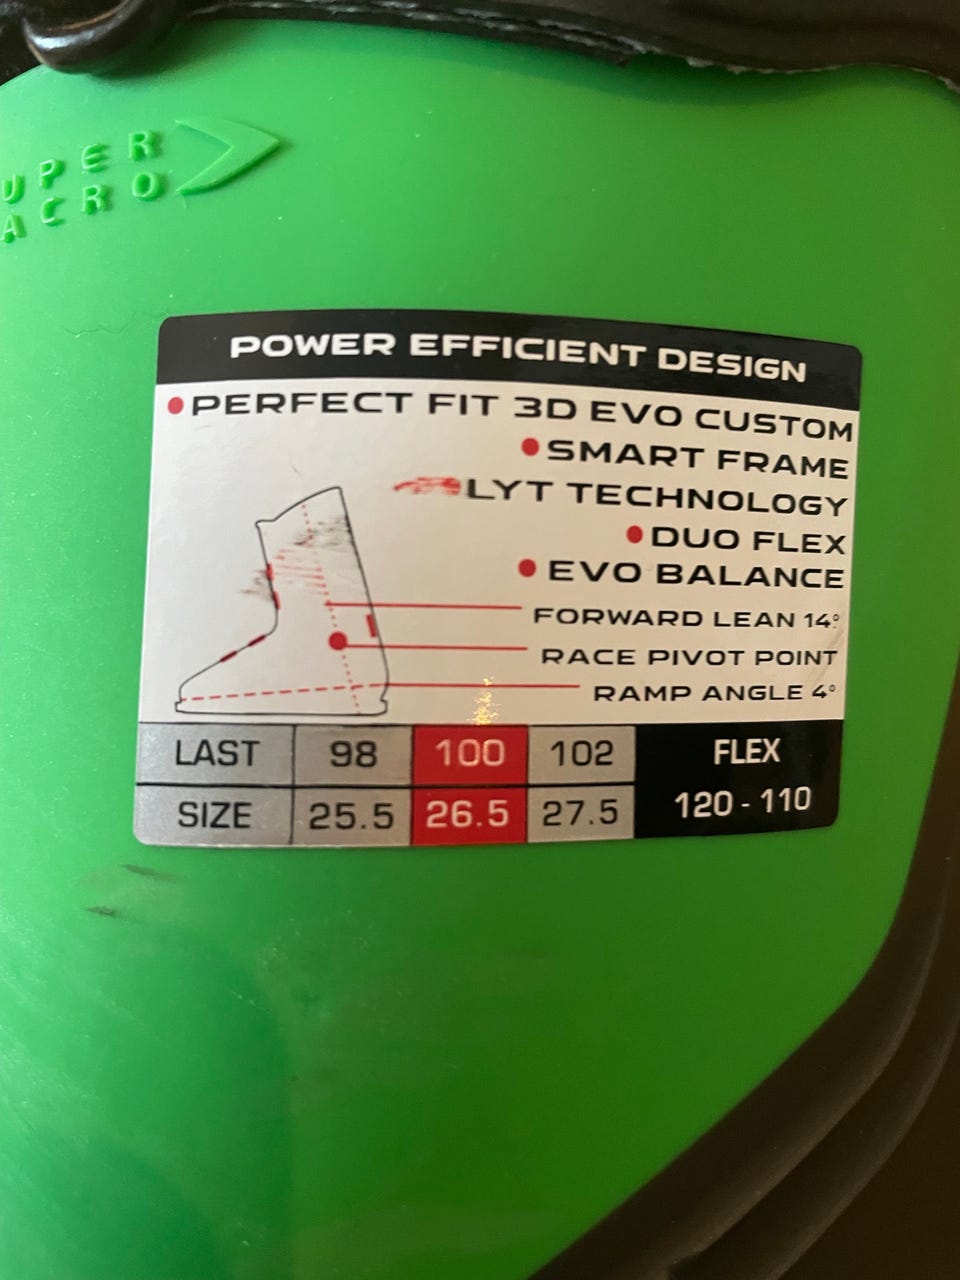 UPER
ACRO
POWER EFFICIENT DESIGN
PERFECT FIT 3D EVO CUSTOM
SMART FRAME
LYT TECHNOLOGY
DUO FLEX
EVO BALANCE
FORWARD LEAN 14°
RACE PIVOT POINT
RAMP ANGLE 4°
LAST 98 100 102 FLEX
SIZE 25.5 26.5 27.5 120 - 110